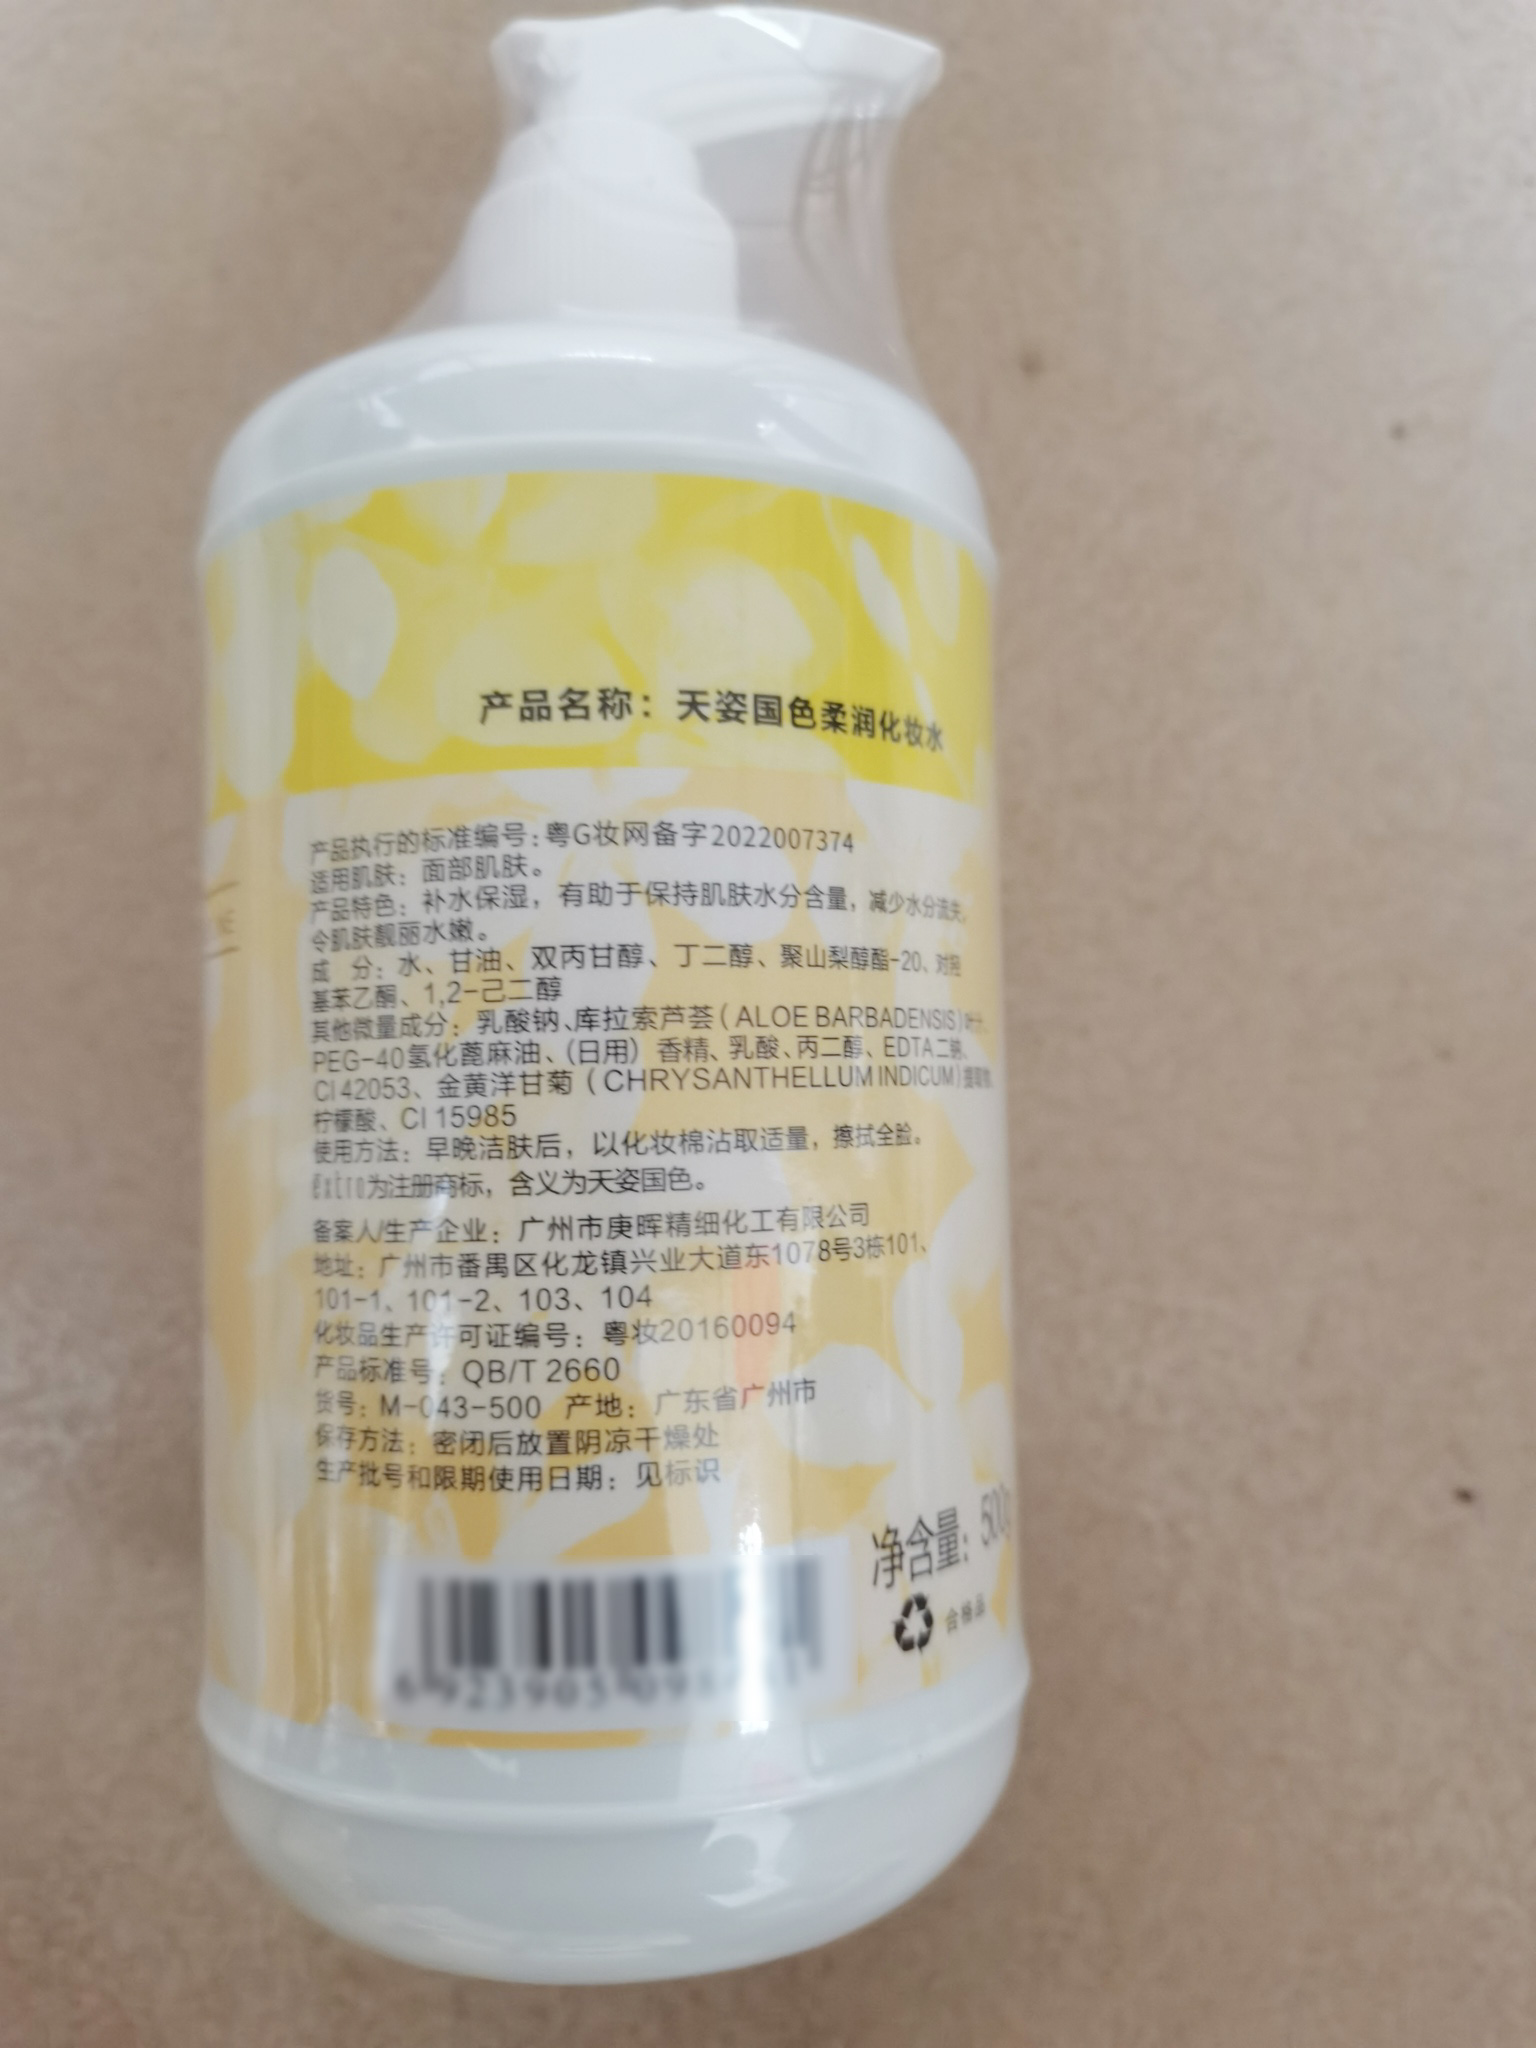 产品名称：天姿国色柔润化妆水
产品执行的标准编号：粤G妆网备字2022007374
适用肌肤：面部肌肤。
产品特色：补水保湿，有助于保持肌肤水分含量，减少水分流失，
令肌肤靓丽水嫩。
成 分：水、甘油、双丙甘醇、丁二醇、聚山梨醇酯-20、对羟
基苯乙酮、1,2-己二醇
其他微量成分：乳酸钠、库拉索芦荟（ALOE BARBADENSIS）叶汁、
PEG-40氢化蓖麻油、（日用）香精、乳酸、丙二醇、EDTA二钠、
CI 42053、金黄洋甘菊（CHRYSANTHELLUM INDICUM）提取物、
柠檬酸、CI 15985
使用方法：早晚洁肤后，以化妆棉沾取适量，擦拭全脸。
extro为注册商标，含义为天姿国色。
备案人/生产企业：广州市庚晖精细化工有限公司
地址：广州市番禺区化龙镇兴业大道东1078号3栋101、
101-1、101-2、103、104
化妆品生产许可证编号：粤妆20160094
产品标准号：QB/T 2660
货号：M-043-500 产地：广东省广州市
保存方法：密闭后放置阴凉干燥处
生产批号和限期使用日期：见标识
净含量：500g
合格品